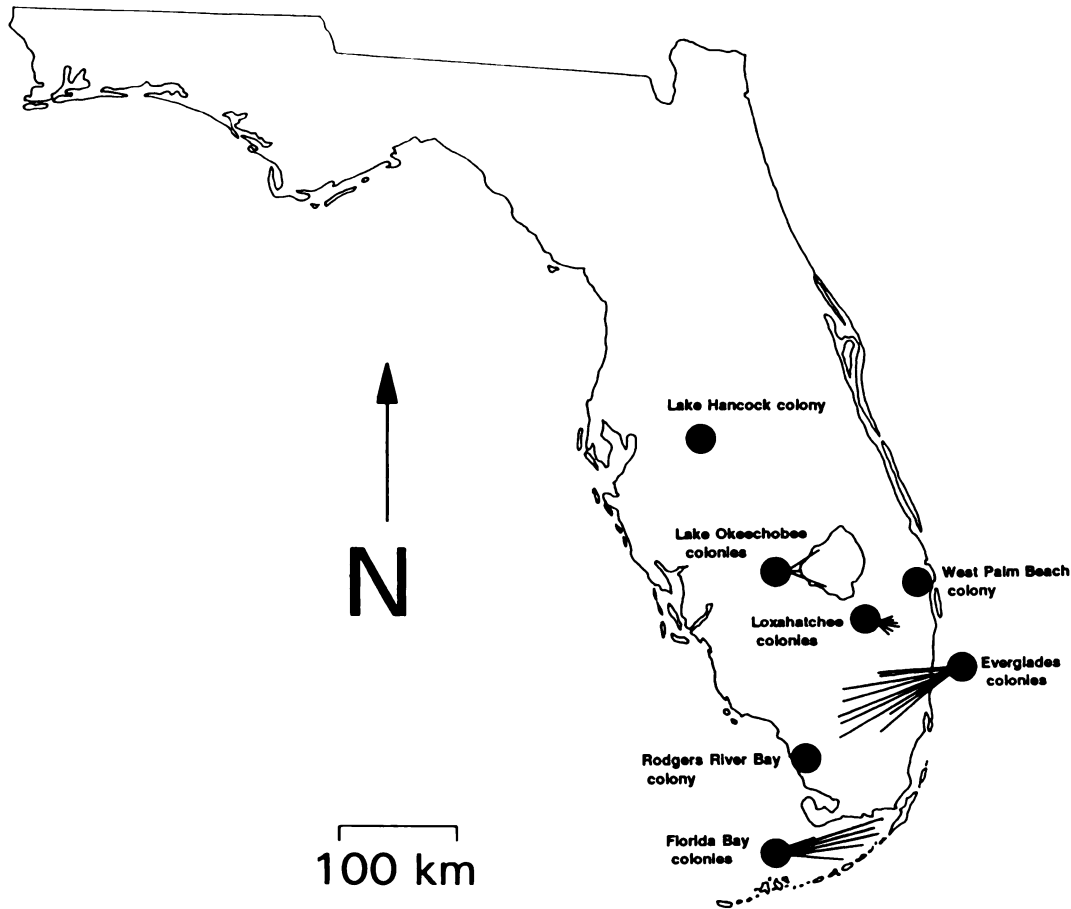 Lake Hancock colony
Lake Okeechobee
colonies
West Palm Beach
colony
Loxahatchee
colonies
Everglades
colonies
N
Rodgers River Bay
colony
Florida Bay
colonies
100 km